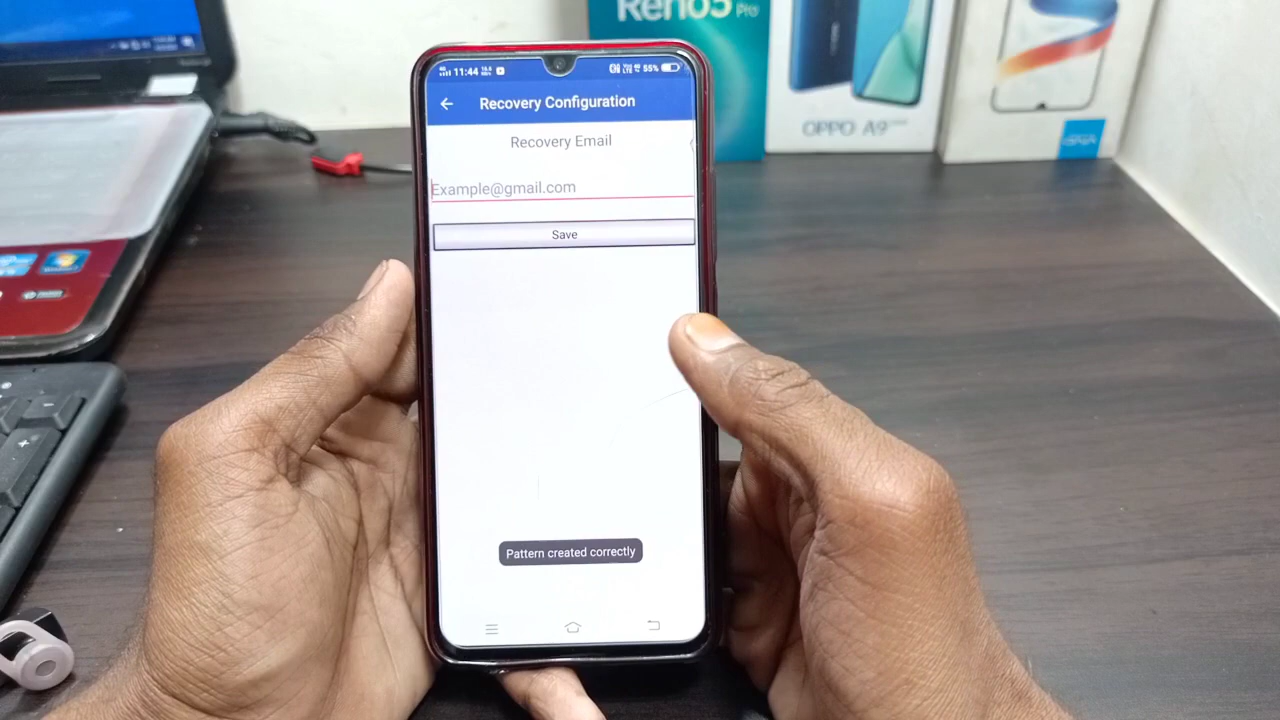 Reno5 Pro
OPPO A9
11:44
55%
Recovery Configuration
Recovery Email
Example@gmail.com
Save
Pattern created correctly